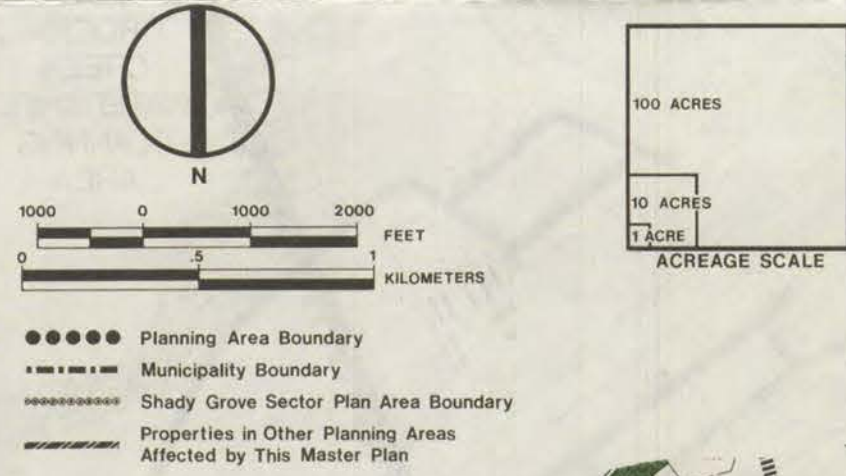 N
1000 0 1000 2000
FEET
0 .5 1
KILOMETERS
Planning Area Boundary
Municipality Boundary
Shady Grove Sector Plan Area Boundary
Properties in Other Planning Areas
Affected by This Master Plan
100 ACRES
10 ACRES
1 ACRE
ACREAGE SCALE